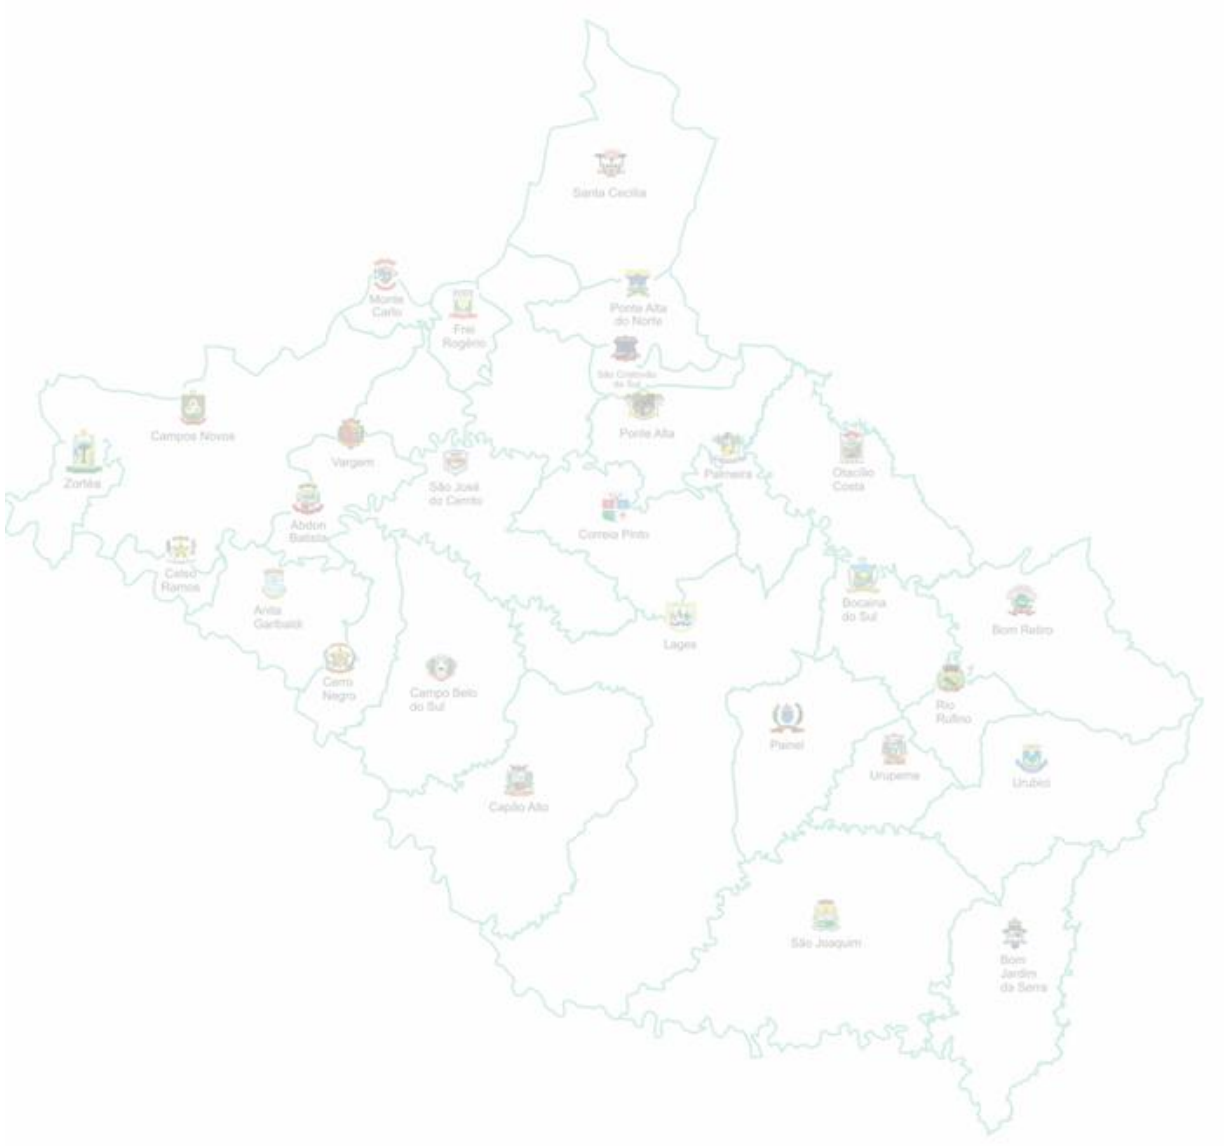 Santa Cecília
Monte
Carlo
Frei
Rogério
Ponte Alta
do Norte
São Cristovão
do Sul
Campos Novos
Ponte Alta
Zortéa
Vargem
São José
do Cerrito
Palmeira
Otacílio
Costa
Abdon
Batista
Correia Pinto
Celso
Ramos
Anita
Garibaldi
Bocaina
do Sul
Bom Retiro
Lages
Cerro
Negro
Campo Belo
do Sul
Rio
Rufino
Painel
Urupema
Urubici
Capão Alto
São Joaquim
Bom
Jardim
da Serra